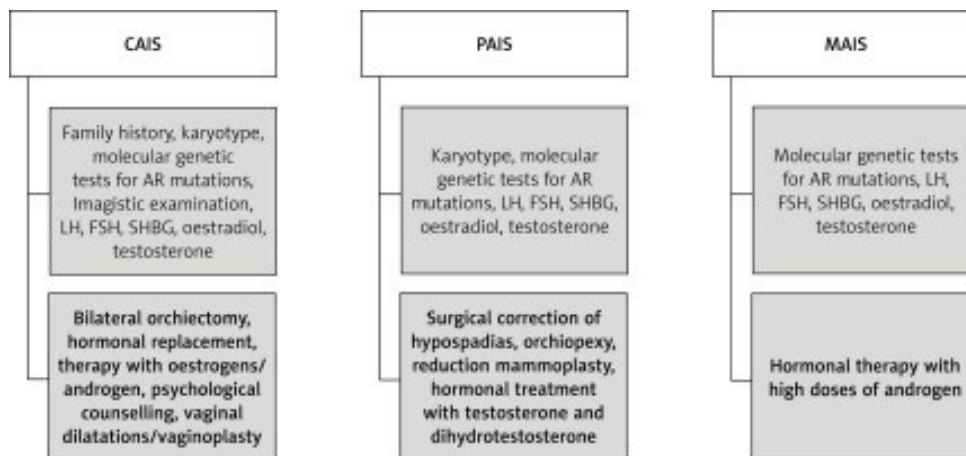 CAIS
Family history, karyotype,
molecular genetic
tests for AR mutations,
Imagistic examination,
LH, FSH, SHBG, oestradiol,
testosterone
Bilateral orchiectomy,
hormonal replacement,
therapy with oestrogens/
androgen, psychological
counselling, vaginal
dilatations/vaginoplasty
PAIS
Karyotype, molecular
genetic tests for AR
mutations, LH, FSH, SHBG,
oestradiol, testosterone
Surgical correction of
hypospadias, orchiopexy,
reduction mammoplasty,
hormonal treatment
with testosterone and
dihydrotestosterone
MAIS
Molecular genetic tests
for AR mutations, LH,
FSH, SHBG, oestradiol,
testosterone
Hormonal therapy with
high doses of androgen